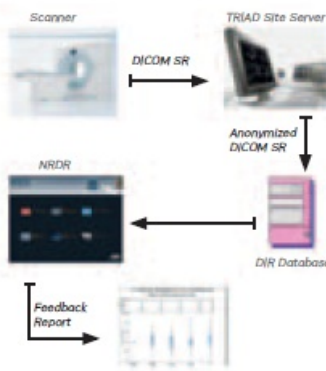 Scanner
TRIAD Site Server
DICOM SR
Anonymized
DICOM SR
NRDR
DIR Database
Feedback
Report